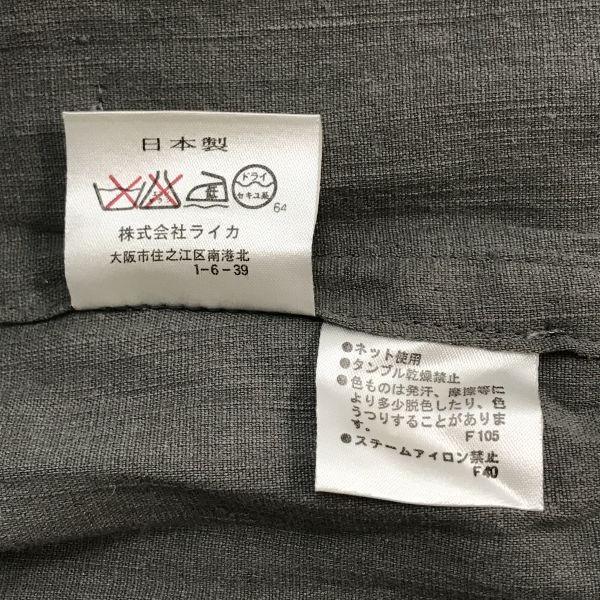 日本製
ドライ
セキユ系
64
株式会社ライカ
大阪市住之江区南港北
1-6-39
●ネット使用
●タンブル乾燥禁止
●色ものは発汗、摩擦等に
より多少脱色したり、色
うつりすることがありま
す。
F105
●スチームアイロン禁止
F40